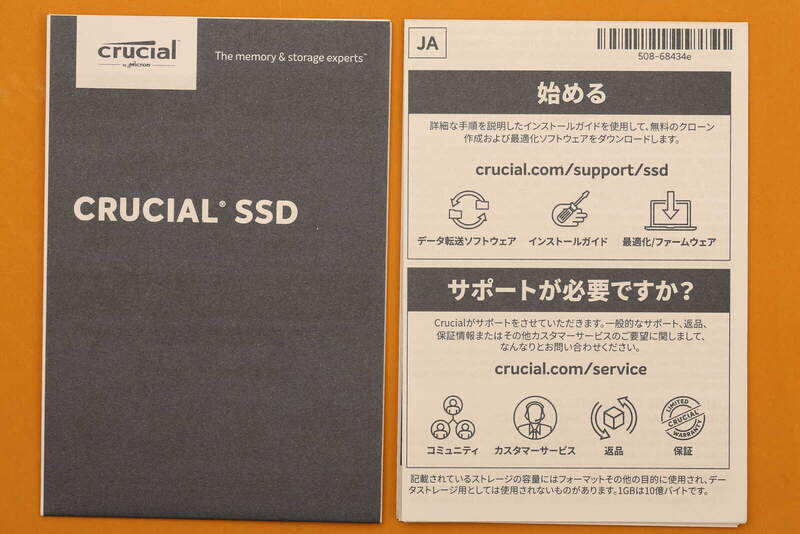 crucial
by Micron
The memory & storage experts™
CRUCIAL® SSD
JA
508-68434e
始める
詳細な手順を説明したインストールガイドを使用して、無料のクローン
作成および最適化ソフトウェアをダウンロードします。
crucial.com/support/ssd
データ転送ソフトウェア インストールガイド 最適化/ファームウェア
サポートが必要ですか?
Crucialがサポートをさせていただきます。一般的なサポート、返品、
保証情報またはその他カスタマーサービスのご要望に関しまして、
なんなりとお問い合わせください。
crucial.com/service
LIMITED
CRUCIAL
WARRANTY
コミュニティ カスタマーサービス 返品 保証
記載されているストレージの容量にはフォーマットその他の目的に使用され、デー
タストレージ用としては使用されないものがあります。1GBは10億バイトです。